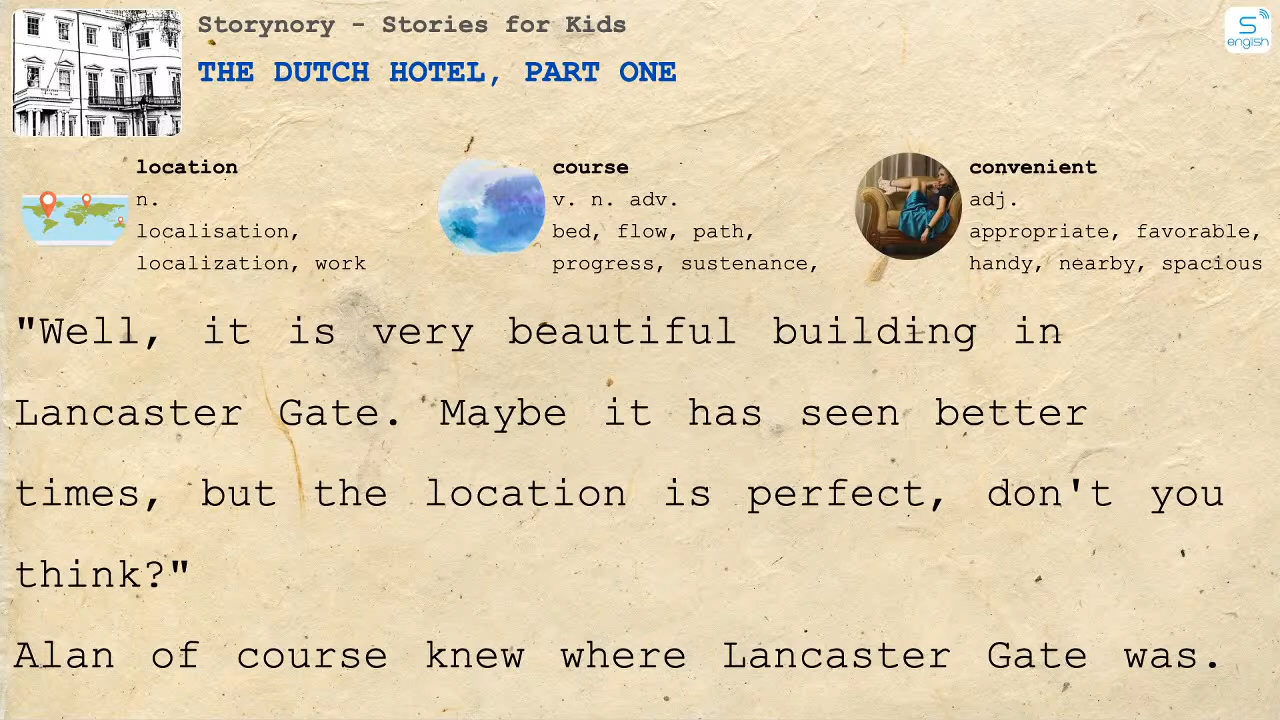 Storynory - Stories for Kids
THE DUTCH HOTEL, PART ONE
S
english
location
n.
localisation,
localization, work
course
v. n. adv.
bed, flow, path,
progress, sustenance,
convenient
adj.
appropriate, favorable,
handy, nearby, spacious
"Well, it is very beautiful building in
Lancaster Gate. Maybe it has seen better
times, but the location is perfect, don't you
think?"
Alan of course knew where Lancaster Gate was.